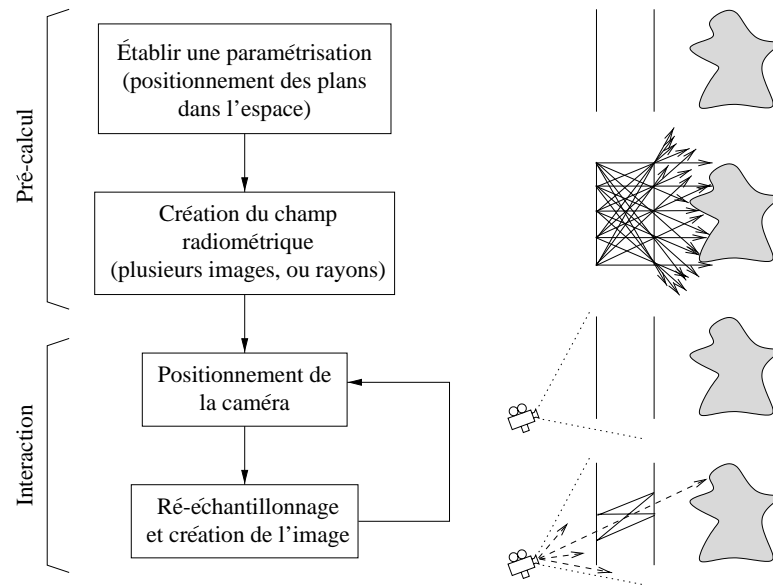 Pré-calcul
Établir une paramétrisation
(positionnement des plans
dans l'espace)
Création du champ
radiométrique
(plusieurs images, ou rayons)
Interaction
Positionnement de
la caméra
Ré-échantillonnage
et création de l'image